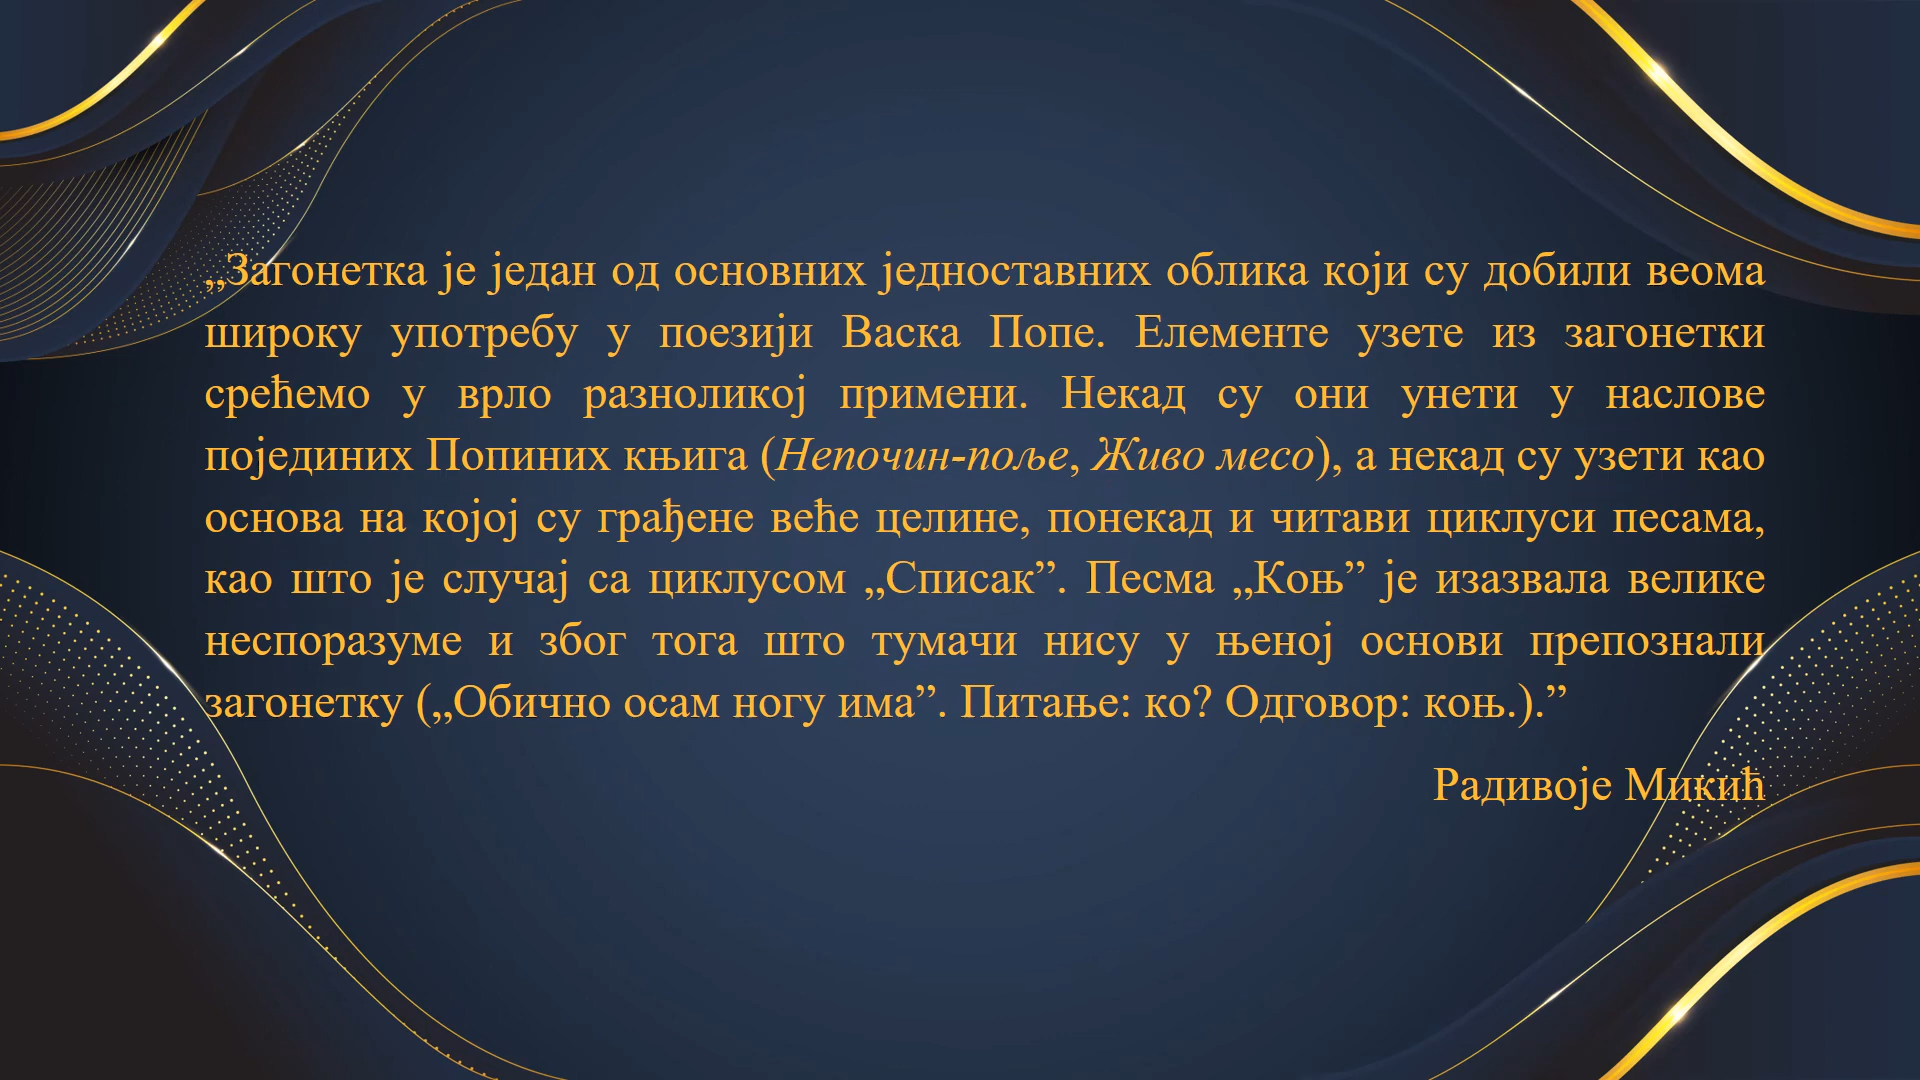 „Загонетка је један од основних једноставних облика који су добили веома
широку употребу у поезији Васка Попе. Елементе узете из загонетки
срећемо у врло разноликој примени. Некад су они унети у наслове
појединих Попиних књига (Непочин-поље, Живо месо), а некад су узети као
основа на којој су грађене веће целине, понекад и читави циклуси песама,
као што је случај са циклусом „Списак”. Песма „Коњ” је изазвала велике
неспоразуме и због тога што тумачи нису у њеној основи препознали
загонетку („Обично осам ногу има”. Питање: ко? Одговор: коњ.).”
Радивоје Микић